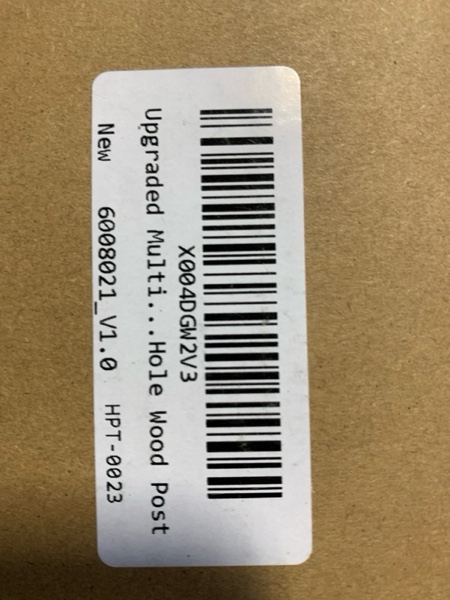 X004DGW2V3
Upgraded Multi...Hole Wood Post
New 6008021_V1.0 HPT-0023